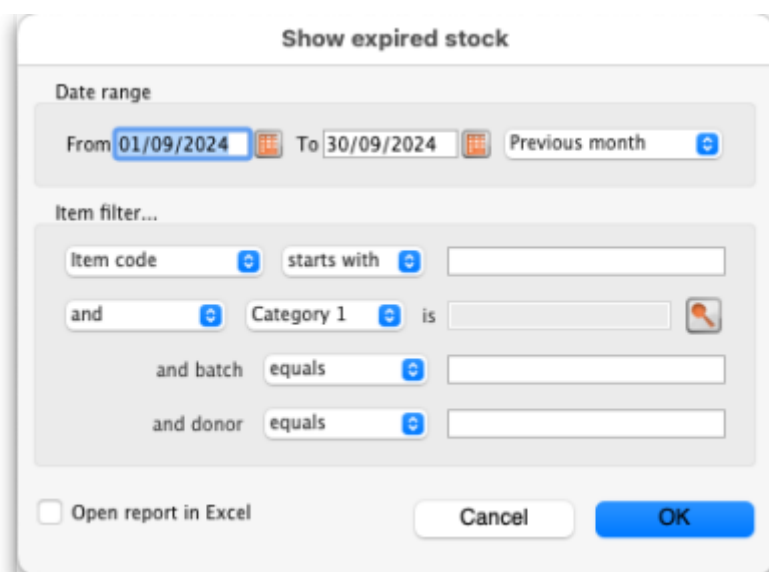 Show expired stock
Date range
From 01/09/2024 To 30/09/2024 Previous month
Item filter...
Item code starts with
and Category 1 is
and batch equals
and donor equals
Open report in Excel Cancel OK